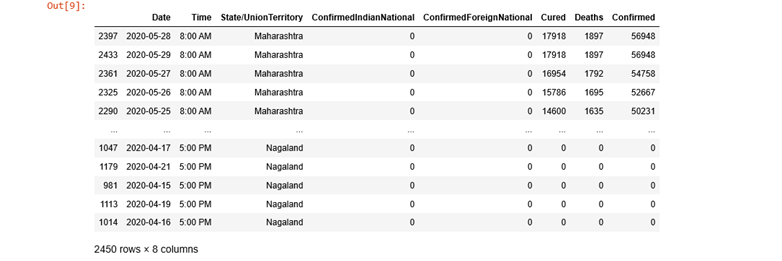 Out[9]:
Date Time State/UnionTerritory ConfirmedIndianNational ConfirmedForeignNational Cured Deaths Confirmed
2397 2020-05-28 8:00 AM Maharashtra 0 0 17918 1897 56948
2433 2020-05-29 8:00 AM Maharashtra 0 0 17918 1897 56948
2361 2020-05-27 8:00 AM Maharashtra 0 0 16954 1792 54758
2325 2020-05-26 8:00 AM Maharashtra 0 0 15786 1695 52667
2290 2020-05-25 8:00 AM Maharashtra 0 0 14600 1635 50231
... ... ... ... ... ... ... ... ...
1047 2020-04-17 5:00 PM Nagaland 0 0 0 0 0
1179 2020-04-21 5:00 PM Nagaland 0 0 0 0 0
981 2020-04-15 5:00 PM Nagaland 0 0 0 0 0
1113 2020-04-19 5:00 PM Nagaland 0 0 0 0 0
1014 2020-04-16 5:00 PM Nagaland 0 0 0 0 0
2450 rows × 8 columns